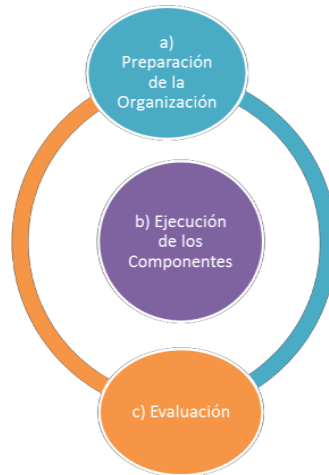 a)
Preparación
de la
Organización
b) Ejecución
de los
Componentes
c) Evaluación